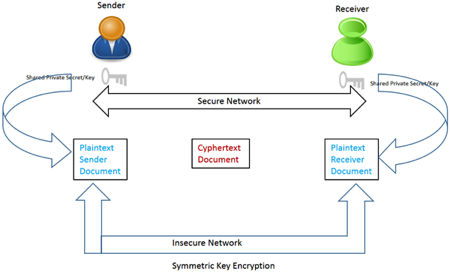 Sender
Receiver
Shared Private Secret/Key
Shared Private Secret/Key
Secure Network
Plaintext
Sender
Document
Cyphertext
Document
Plaintext
Receiver
Document
Insecure Network
Symmetric Key Encryption